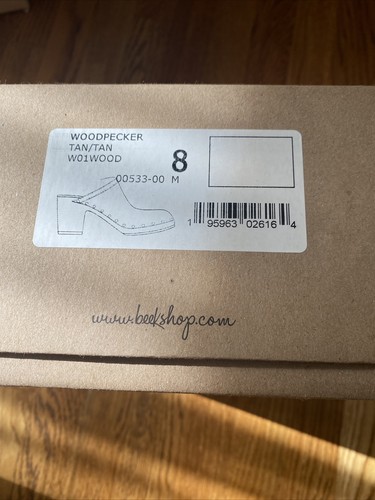 WOODPECKER
TAN/TAN
W01WOOD
8
00533-00 M
1 95963 02616 4
www.beekshop.com